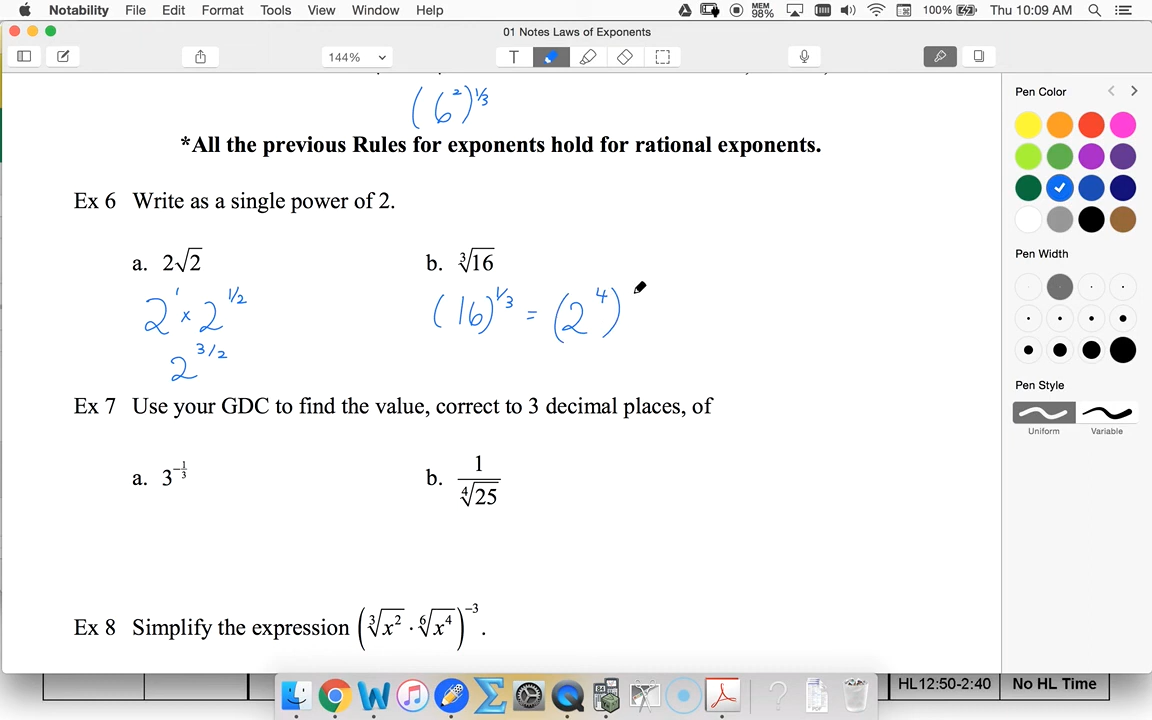 Notability File Edit Format Tools View Window Help MEM 98% 100% Thu 10:09 AM
01 Notes Laws of Exponents
144% T
(6²)^1/3
*All the previous Rules for exponents hold for rational exponents.
Ex 6 Write as a single power of 2.
a. 2√2 b. ∛16
2¹ × 2^1/2 (16)^1/3 = (2⁴)
2^3/2
Ex 7 Use your GDC to find the value, correct to 3 decimal places, of
a. 3^-1/3 b. 1/∜25
Ex 8 Simplify the expression (∛x² · ⁶√x⁴)⁻³.
Pen Color
Pen Width
Pen Style
Uniform Variable
HL12:50-2:40 No HL Time